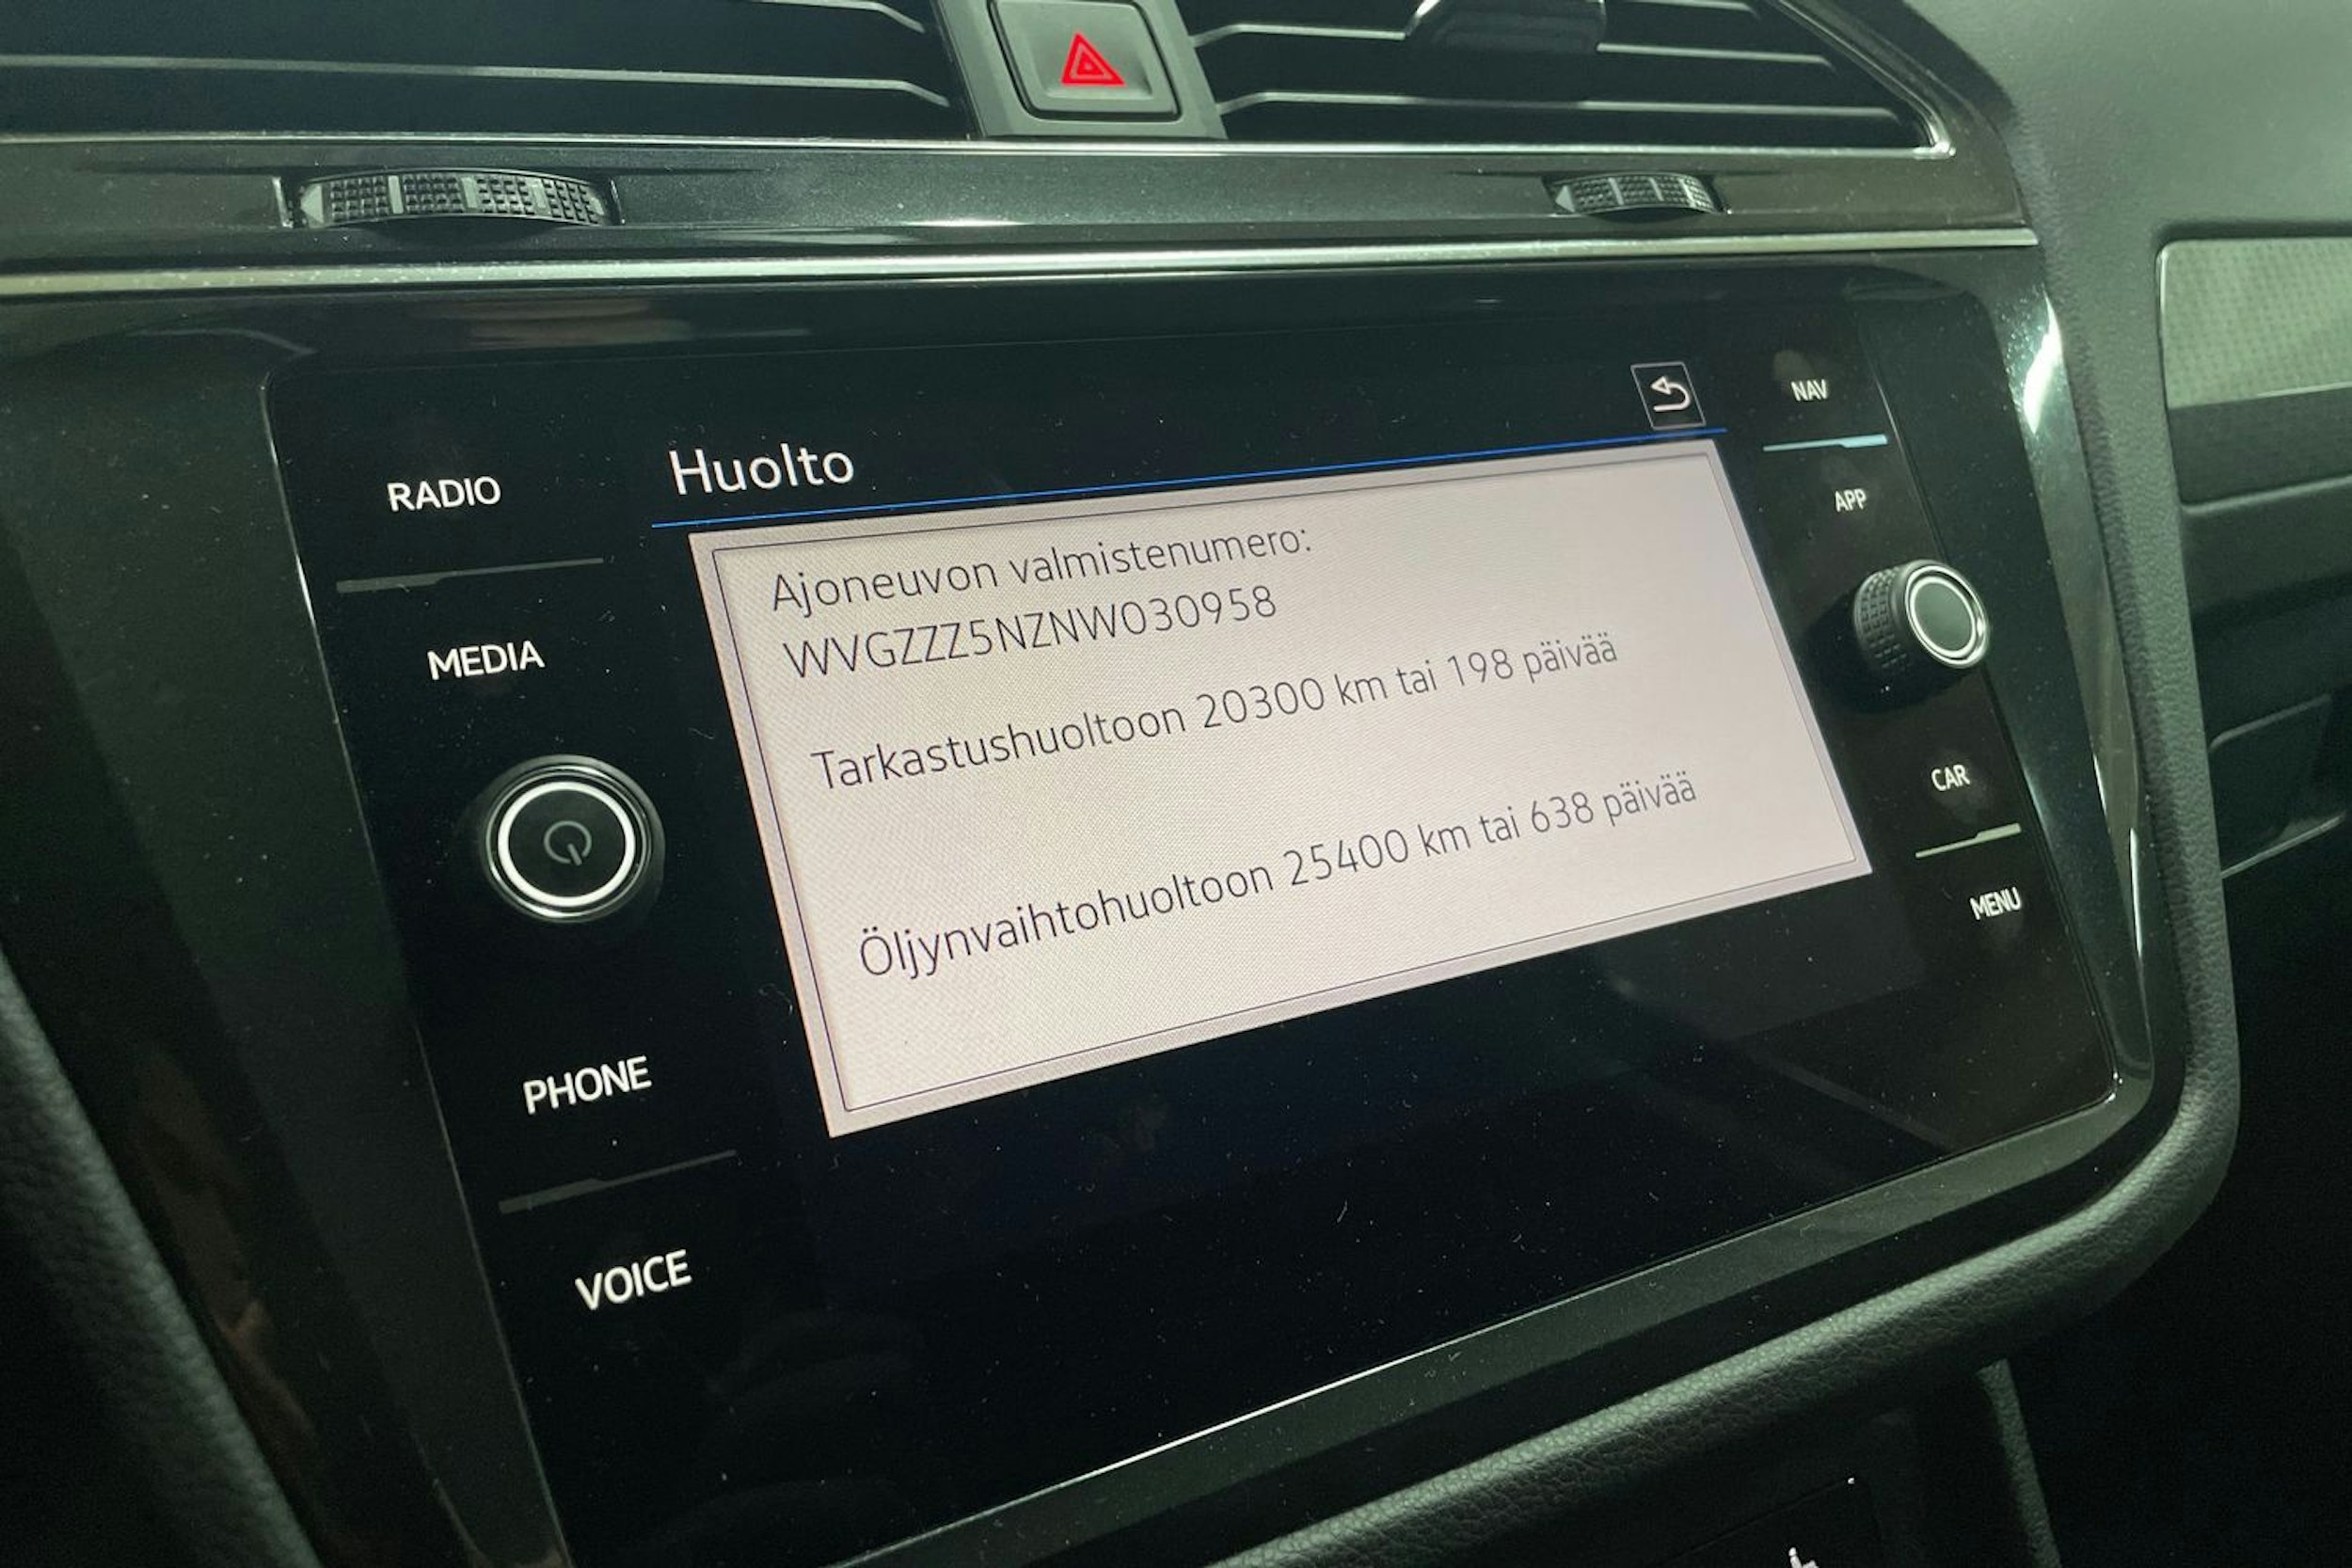 Huolto
Ajoneuvon valmistenumero:
WVGZZZ5NZNW030958
Tarkastushuoltoon 20300 km tai 198 päivää
Öljynvaihtohuoltoon 25400 km tai 638 päivää
RADIO
MEDIA
PHONE
VOICE
NAV
APP
CAR
MENU